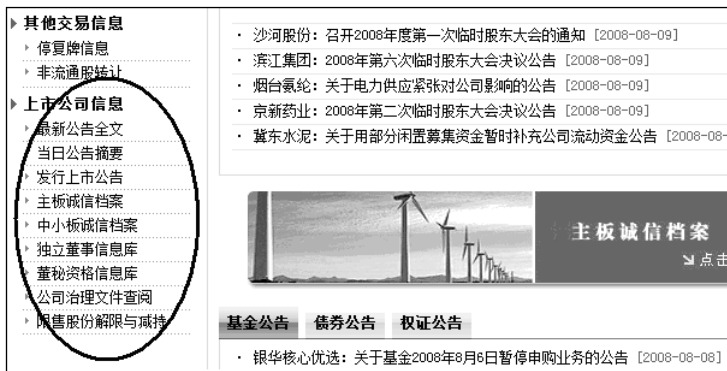 其他交易信息
停复牌信息
非流通股转让
上市公司信息
最新公告全文
当日公告摘要
发行上市公告
主板诚信档案
中小板诚信档案
独立董事信息库
董秘资格信息库
公司治理文件查阅
限售股份解限与减持
· 沙河股份：召开2008年度第一次临时股东大会的通知 [2008-08-09]
· 滨江集团：2008年第六次临时股东大会决议公告 [2008-08-09]
· 烟台氨纶：关于电力供应紧张对公司影响的公告 [2008-08-09]
· 京新药业：2008年第二次临时股东大会决议公告 [2008-08-09]
· 冀东水泥：关于用部分闲置募集资金暂时补充公司流动资金公告 [2008-08-
主板诚信档案
点击
基金公告 债券公告 权证公告
· 银华核心优选：关于基金2008年8月6日暂停申购业务的公告 [2008-08-08]